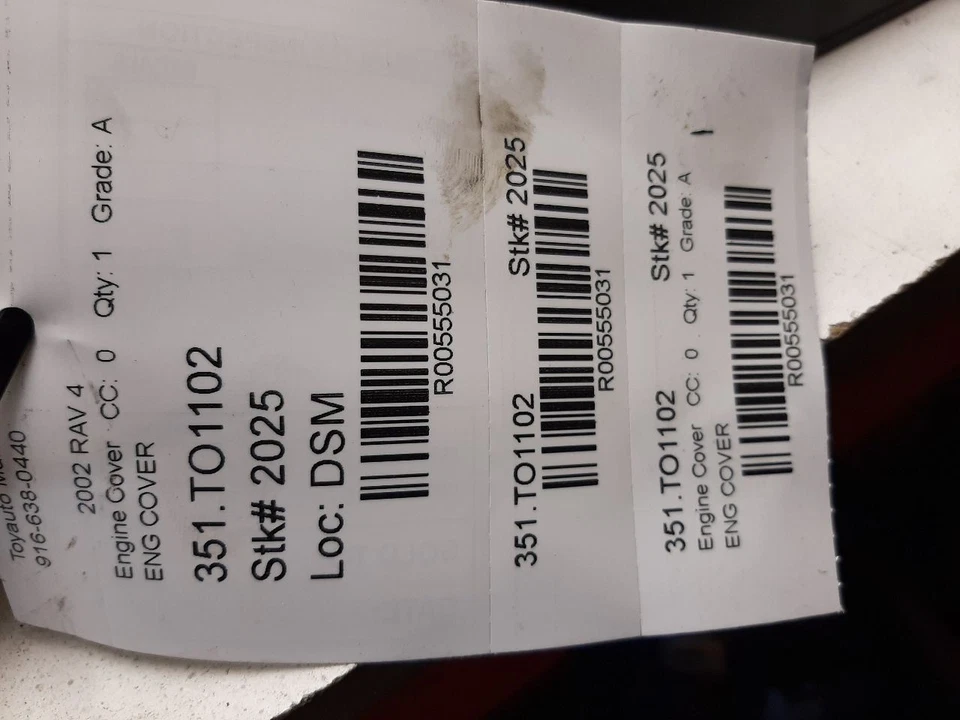 Toyauto
916-638-0440
2002 RAV 4
Engine Cover CC: 0 Qty: 1 Grade: A
ENG COVER
351.TO1102
Stk# 2025
Loc: DSM
R00555031
351.TO1102 Stk# 2025
R00555031
351.TO1102 Stk# 2025
Engine Cover CC: 0 Qty: 1 Grade: A
ENG COVER
R00555031